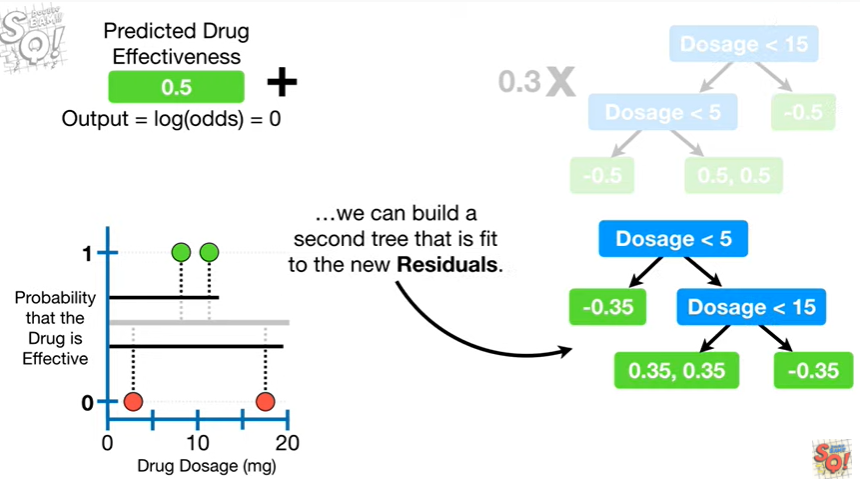 Predicted Drug
Effectiveness
0.5
+
Output = log(odds) = 0
0.3 X
Dosage < 15
Dosage < 5
-0.5
-0.5
0.5, 0.5
…we can build a
second tree that is fit
to the new Residuals.
Dosage < 5
-0.35
Dosage < 15
0.35, 0.35
-0.35
1
Probability
that the
Drug is
Effective
0
0 10 20
Drug Dosage (mg)
SQ!